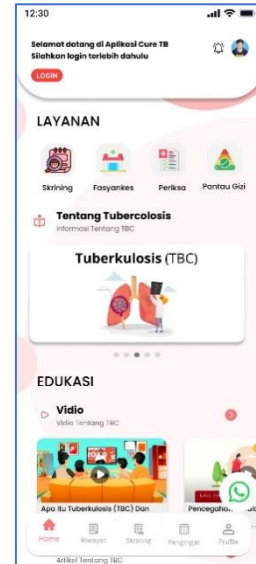 12:30
Selamat datang di Aplikasi Cure TB
Silahkan login terlebih dahulu
LOGIN
LAYANAN
Skrining Fasyankes Periksa Pantau Gizi
Tentang Tubercolosis
Informasi Tentang TBC
Tuberkulosis (TBC)
EDUKASI
Vidio
Vidio Tentang TBC
Apa Itu Tuberkulosis (TBC) Dan
Pencegahan
Home Riwayat Skrining Pengingat Profile
Artikel Tentang TBC